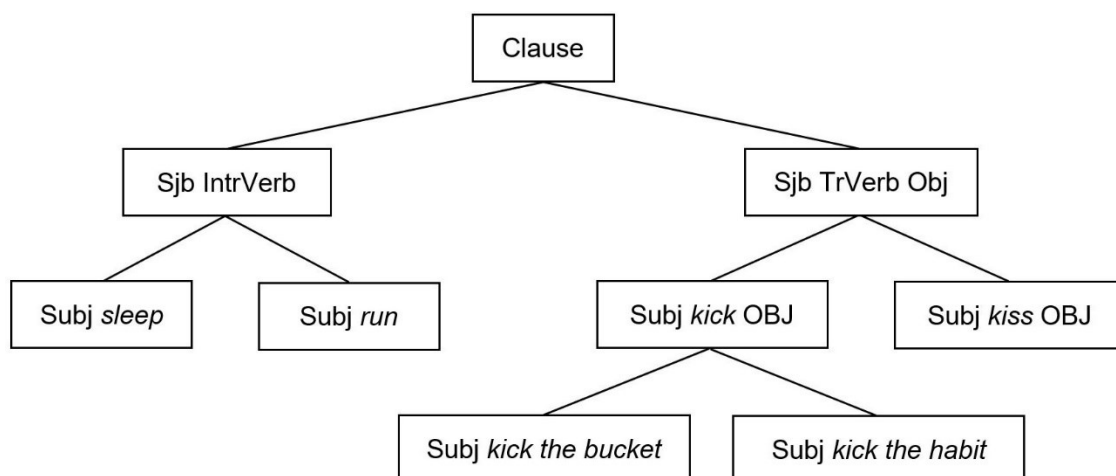 Clause
Sjb IntrVerb
Sjb TrVerb Obj
Subj sleep
Subj run
Subj kick OBJ
Subj kiss OBJ
Subj kick the bucket
Subj kick the habit